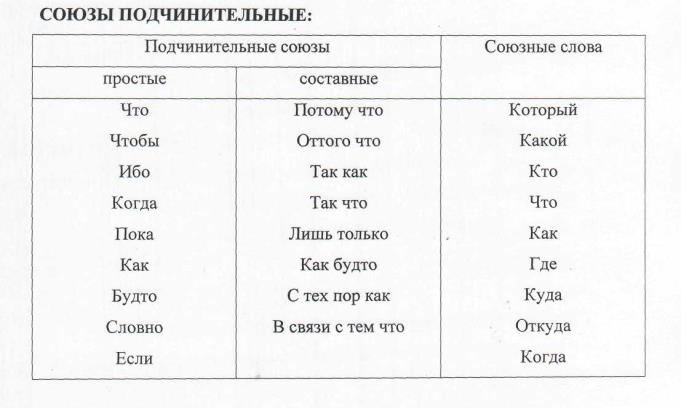 СОЮЗЫ ПОДЧИНИТЕЛЬНЫЕ:
Подчинительные союзы Союзные слова
простые составные
Что Потому что Который
Чтобы Оттого что Какой
Ибо Так как Кто
Когда Так что Что
Пока Лишь только Как
Как Как будто Где
Будто С тех пор как Куда
Словно В связи с тем что Откуда
Если Когда